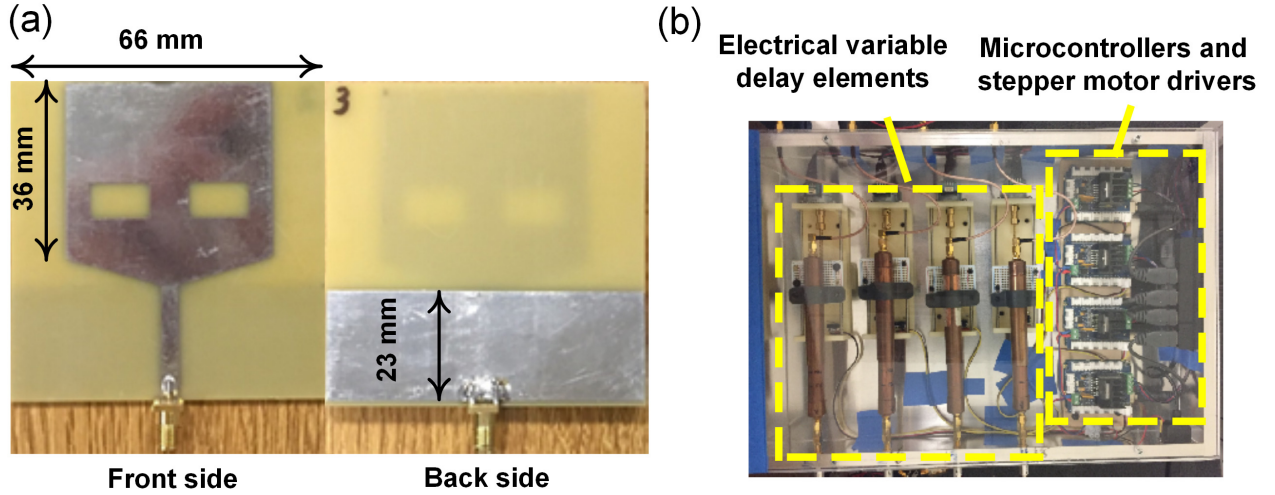 (a)
66 mm
36 mm
3
23 mm
Front side
Back side
(b)
Electrical variable
delay elements
Microcontrollers and
stepper motor drivers